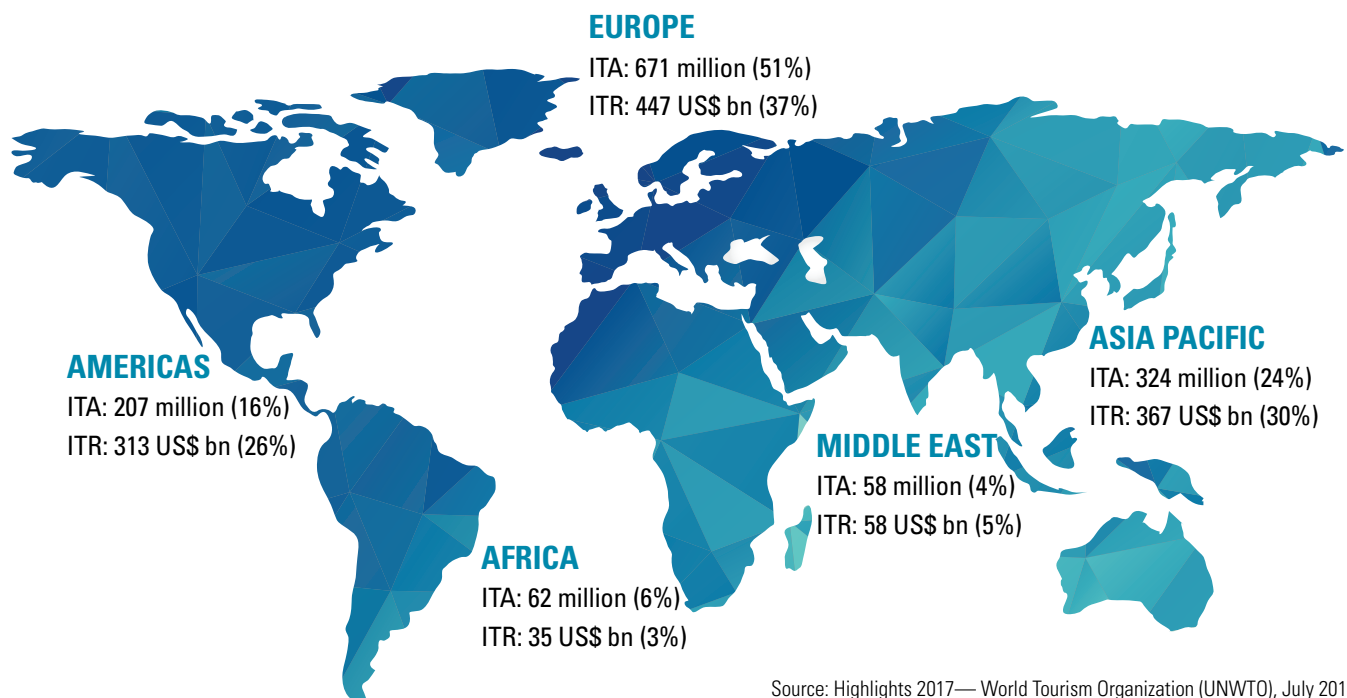 EUROPE
ITA: 671 million (51%)
ITR: 447 US$ bn (37%)
AMERICAS
ITA: 207 million (16%)
ITR: 313 US$ bn (26%)
ASIA PACIFIC
ITA: 324 million (24%)
ITR: 367 US$ bn (30%)
MIDDLE EAST
ITA: 58 million (4%)
ITR: 58 US$ bn (5%)
AFRICA
ITA: 62 million (6%)
ITR: 35 US$ bn (3%)
Source: Highlights 2017— World Tourism Organization (UNWTO), July 201